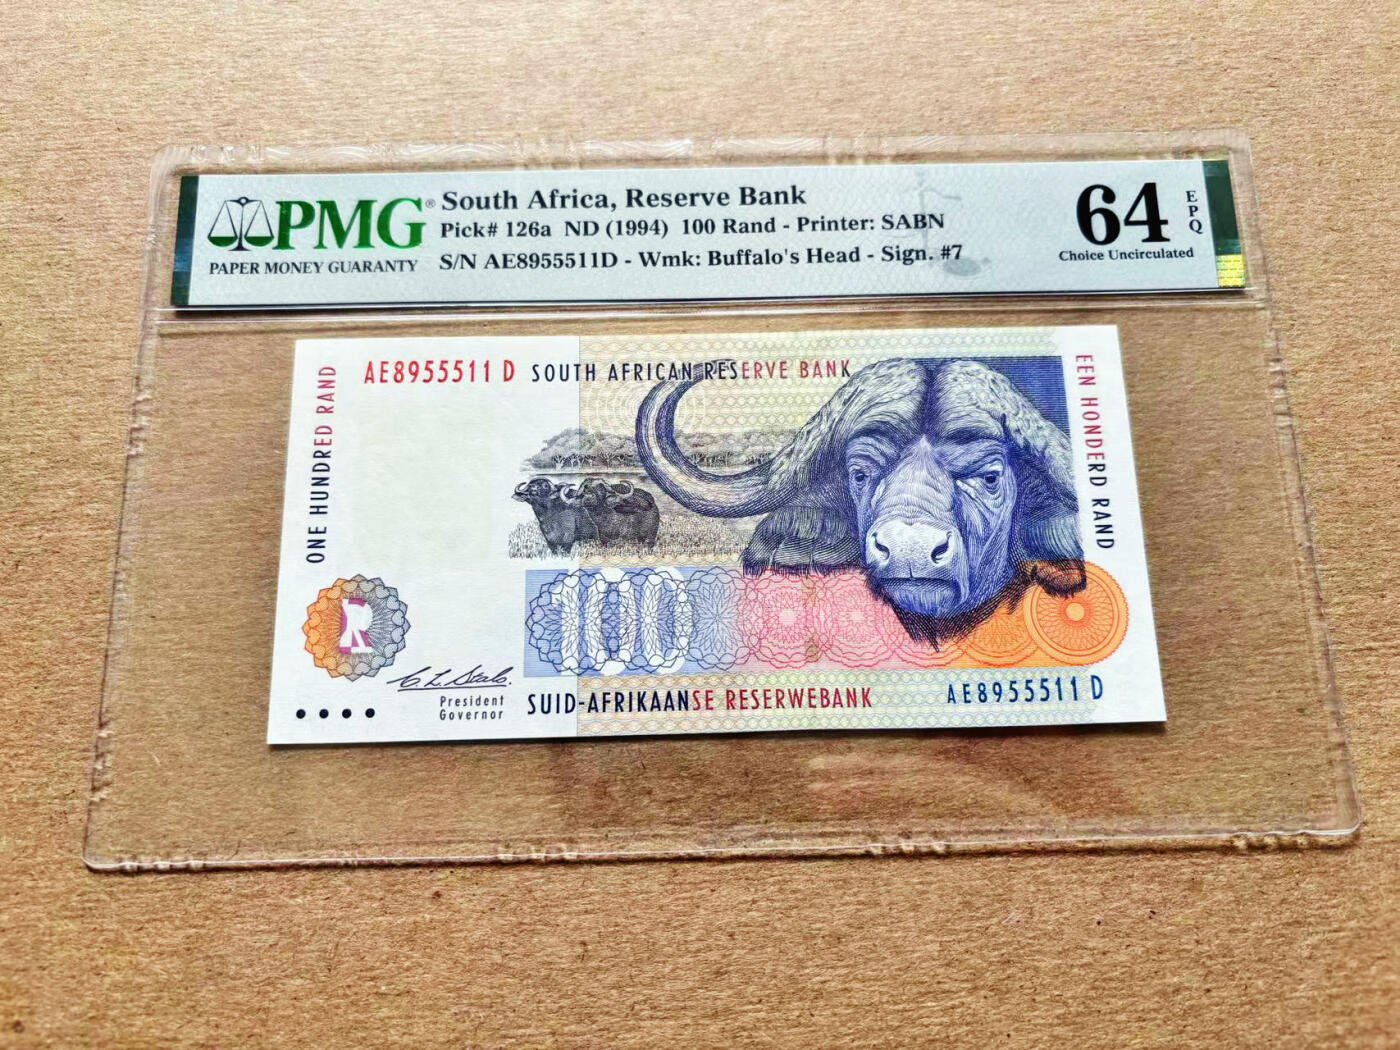 PMG®
PAPER MONEY GUARANTY
South Africa, Reserve Bank
Pick# 126a ND (1994) 100 Rand - Printer: SABN
S/N AE8955511D - Wmk: Buffalo's Head - Sign. #7
64
EPQ
Choice Uncirculated
ONE HUNDRED RAND
AE8955511 D
SOUTH AFRICAN RESERVE BANK
EEN HONDERD RAND
R
100
C. L. Stals.
President
Governor
SUID-AFRIKAANSE RESERWEBANK
AE8955511 D